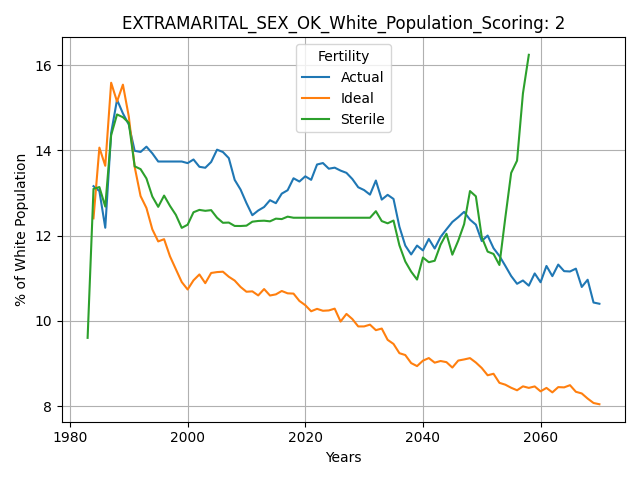 EXTRAMARITAL_SEX_OK_White_Population_Scoring: 2
Fertility
Actual
Ideal
Sterile
% of White Population
16
14
12
10
8
1980
2000
2020
2040
2060
Years